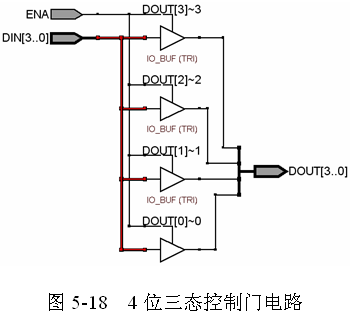 ENA
DOUT[3]~3
DIN[3..0]
IO_BUF (TRI)
DOUT[2]~2
IO_BUF (TRI)
DOUT[1]~1
DOUT[3..0]
IO_BUF (TRI)
DOUT[0]~0
图 5-18 4 位三态控制门电路